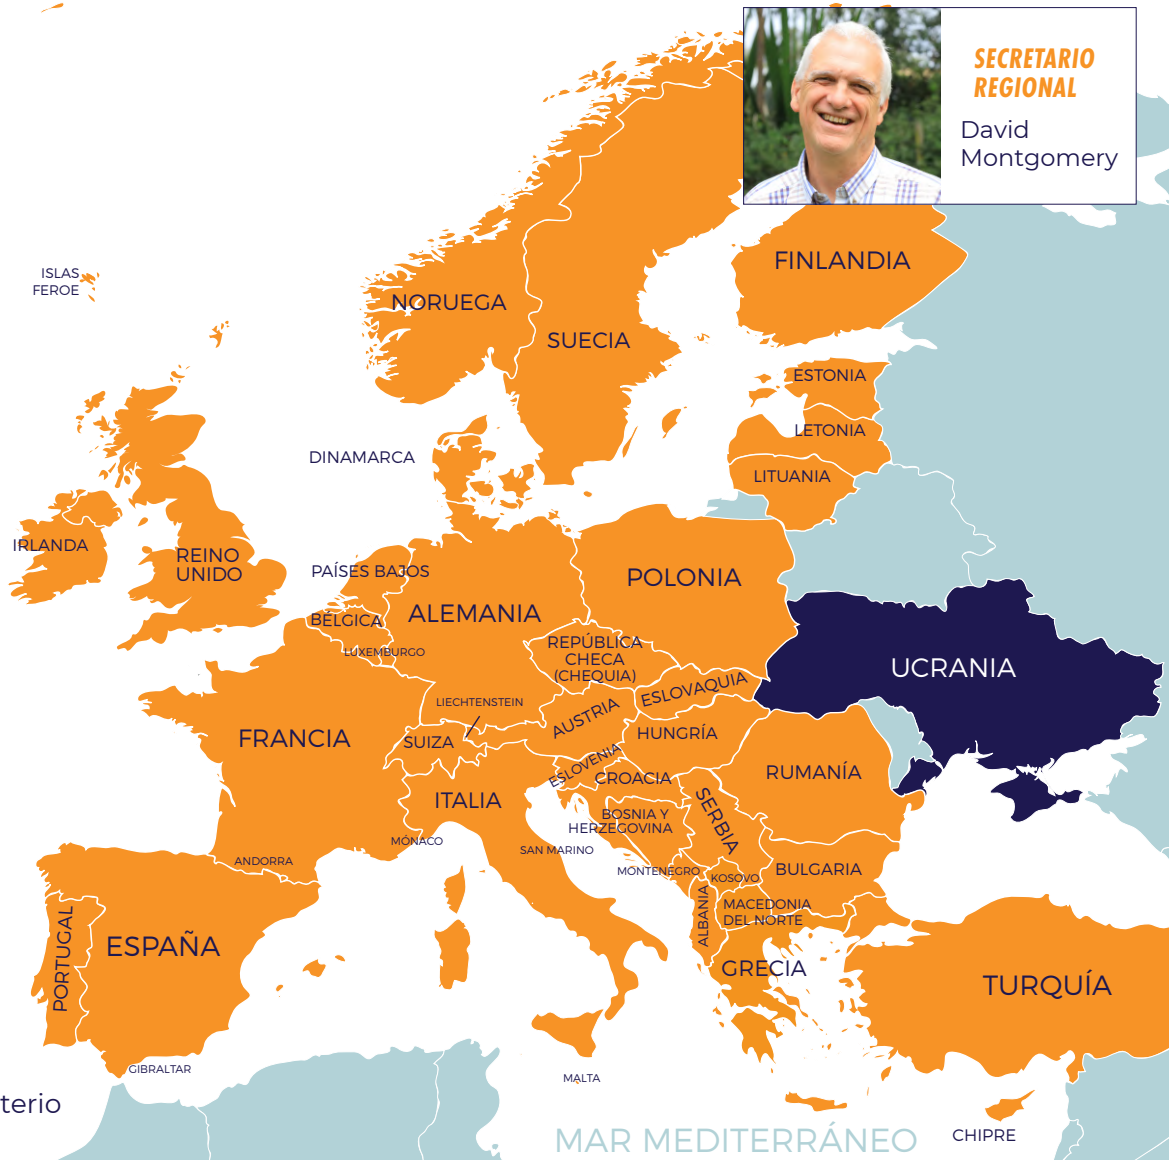 SECRETARIO
REGIONAL
David
Montgomery
ISLAS
FEROE
NORUEGA
SUECIA
FINLANDIA
ESTONIA
LETONIA
LITUANIA
DINAMARCA
IRLANDA
REINO
UNIDO
PAÍSES BAJOS
BÉLGICA
LUXEMBURGO
ALEMANIA
POLONIA
REPÚBLICA
CHECA
(CHEQUIA)
ESLOVAQUIA
UCRANIA
LIECHTENSTEIN
AUSTRIA
HUNGRÍA
FRANCIA
SUIZA
ESLOVENIA
CROACIA
RUMANÍA
ITALIA
SERBIA
BOSNIA Y
HERZEGOVINA
MÓNACO
SAN MARINO
ANDORRA
MONTENEGRO
KOSOVO
BULGARIA
ALBANIA
MACEDONIA
DEL NORTE
PORTUGAL
ESPAÑA
GRECIA
TURQUÍA
GIBRALTAR
MALTA
terio
MAR MEDITERRÁNEO
CHIPRE